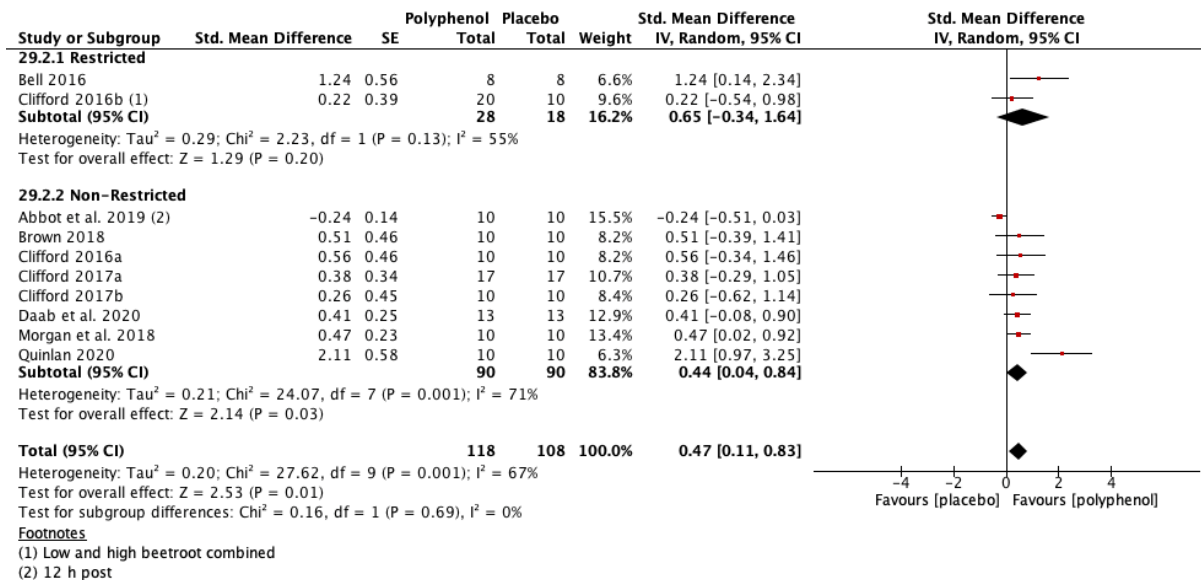 Polyphenol Placebo Std. Mean Difference Std. Mean Difference
Study or Subgroup Std. Mean Difference SE Total Total Weight IV, Random, 95% CI IV, Random, 95% CI
29.2.1 Restricted
Bell 2016 1.24 0.56 8 8 6.6% 1.24 [0.14, 2.34]
Clifford 2016b (1) 0.22 0.39 20 10 9.6% 0.22 [−0.54, 0.98]
Subtotal (95% CI) 28 18 16.2% 0.65 [−0.34, 1.64]
Heterogeneity: Tau² = 0.29; Chi² = 2.23, df = 1 (P = 0.13); I² = 55%
Test for overall effect: Z = 1.29 (P = 0.20)
29.2.2 Non−Restricted
Abbot et al. 2019 (2) −0.24 0.14 10 10 15.5% −0.24 [−0.51, 0.03]
Brown 2018 0.51 0.46 10 10 8.2% 0.51 [−0.39, 1.41]
Clifford 2016a 0.56 0.46 10 10 8.2% 0.56 [−0.34, 1.46]
Clifford 2017a 0.38 0.34 17 17 10.7% 0.38 [−0.29, 1.05]
Clifford 2017b 0.26 0.45 10 10 8.4% 0.26 [−0.62, 1.14]
Daab et al. 2020 0.41 0.25 13 13 12.9% 0.41 [−0.08, 0.90]
Morgan et al. 2018 0.47 0.23 10 10 13.4% 0.47 [0.02, 0.92]
Quinlan 2020 2.11 0.58 10 10 6.3% 2.11 [0.97, 3.25]
Subtotal (95% CI) 90 90 83.8% 0.44 [0.04, 0.84]
Heterogeneity: Tau² = 0.21; Chi² = 24.07, df = 7 (P = 0.001); I² = 71%
Test for overall effect: Z = 2.14 (P = 0.03)
Total (95% CI) 118 108 100.0% 0.47 [0.11, 0.83]
Heterogeneity: Tau² = 0.20; Chi² = 27.62, df = 9 (P = 0.001); I² = 67%
Test for overall effect: Z = 2.53 (P = 0.01)
Test for subgroup differences: Chi² = 0.16, df = 1 (P = 0.69), I² = 0%
−4 −2 0 2 4
Favours [placebo] Favours [polyphenol]
Footnotes
(1) Low and high beetroot combined
(2) 12 h post